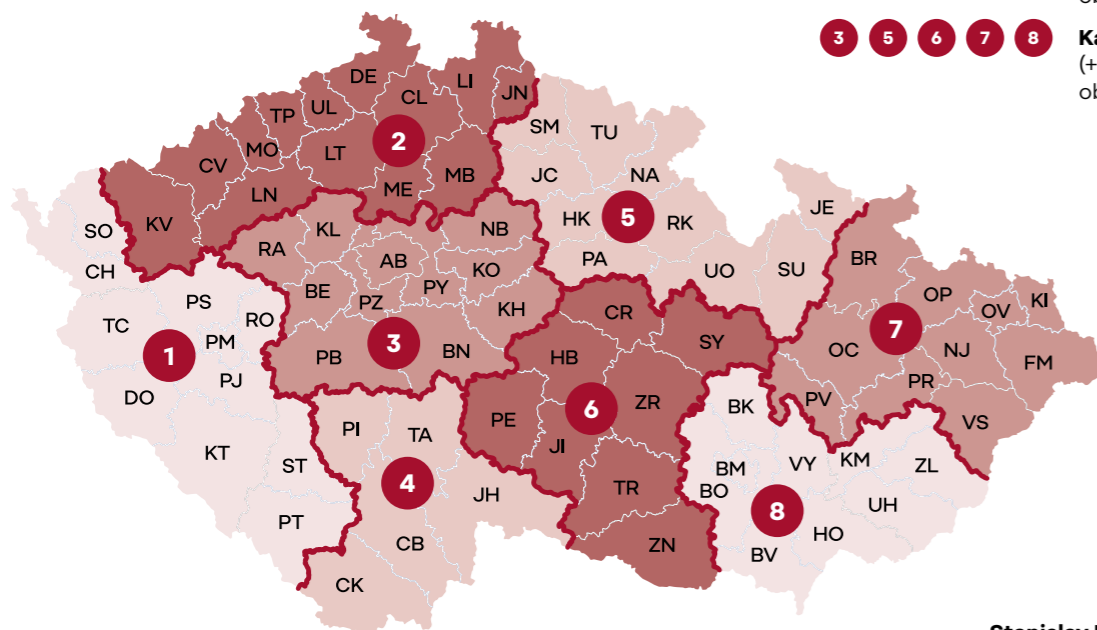 3 5 6 7 8
DE
LI
CL
JN
UL
TP
SM
TU
MO
LT
2
CV
JC
NA
MB
ME
LN
JE
KV
HK
5
RK
KL
NB
SO
RA
BR
AB
PA
UO
SU
CH
KO
PY
BE
PZ
OP
KI
PS
OV
KH
CR
RO
TC
7
SY
PM
3
OC
NJ
1
PB
BN
HB
FM
PJ
PR
DO
PV
6
ZR
BK
PE
VS
PI
TA
JI
KT
ST
VY
KM
ZL
BM
4
TR
BO
JH
UH
8
PT
HO
CB
ZN
BV
CK